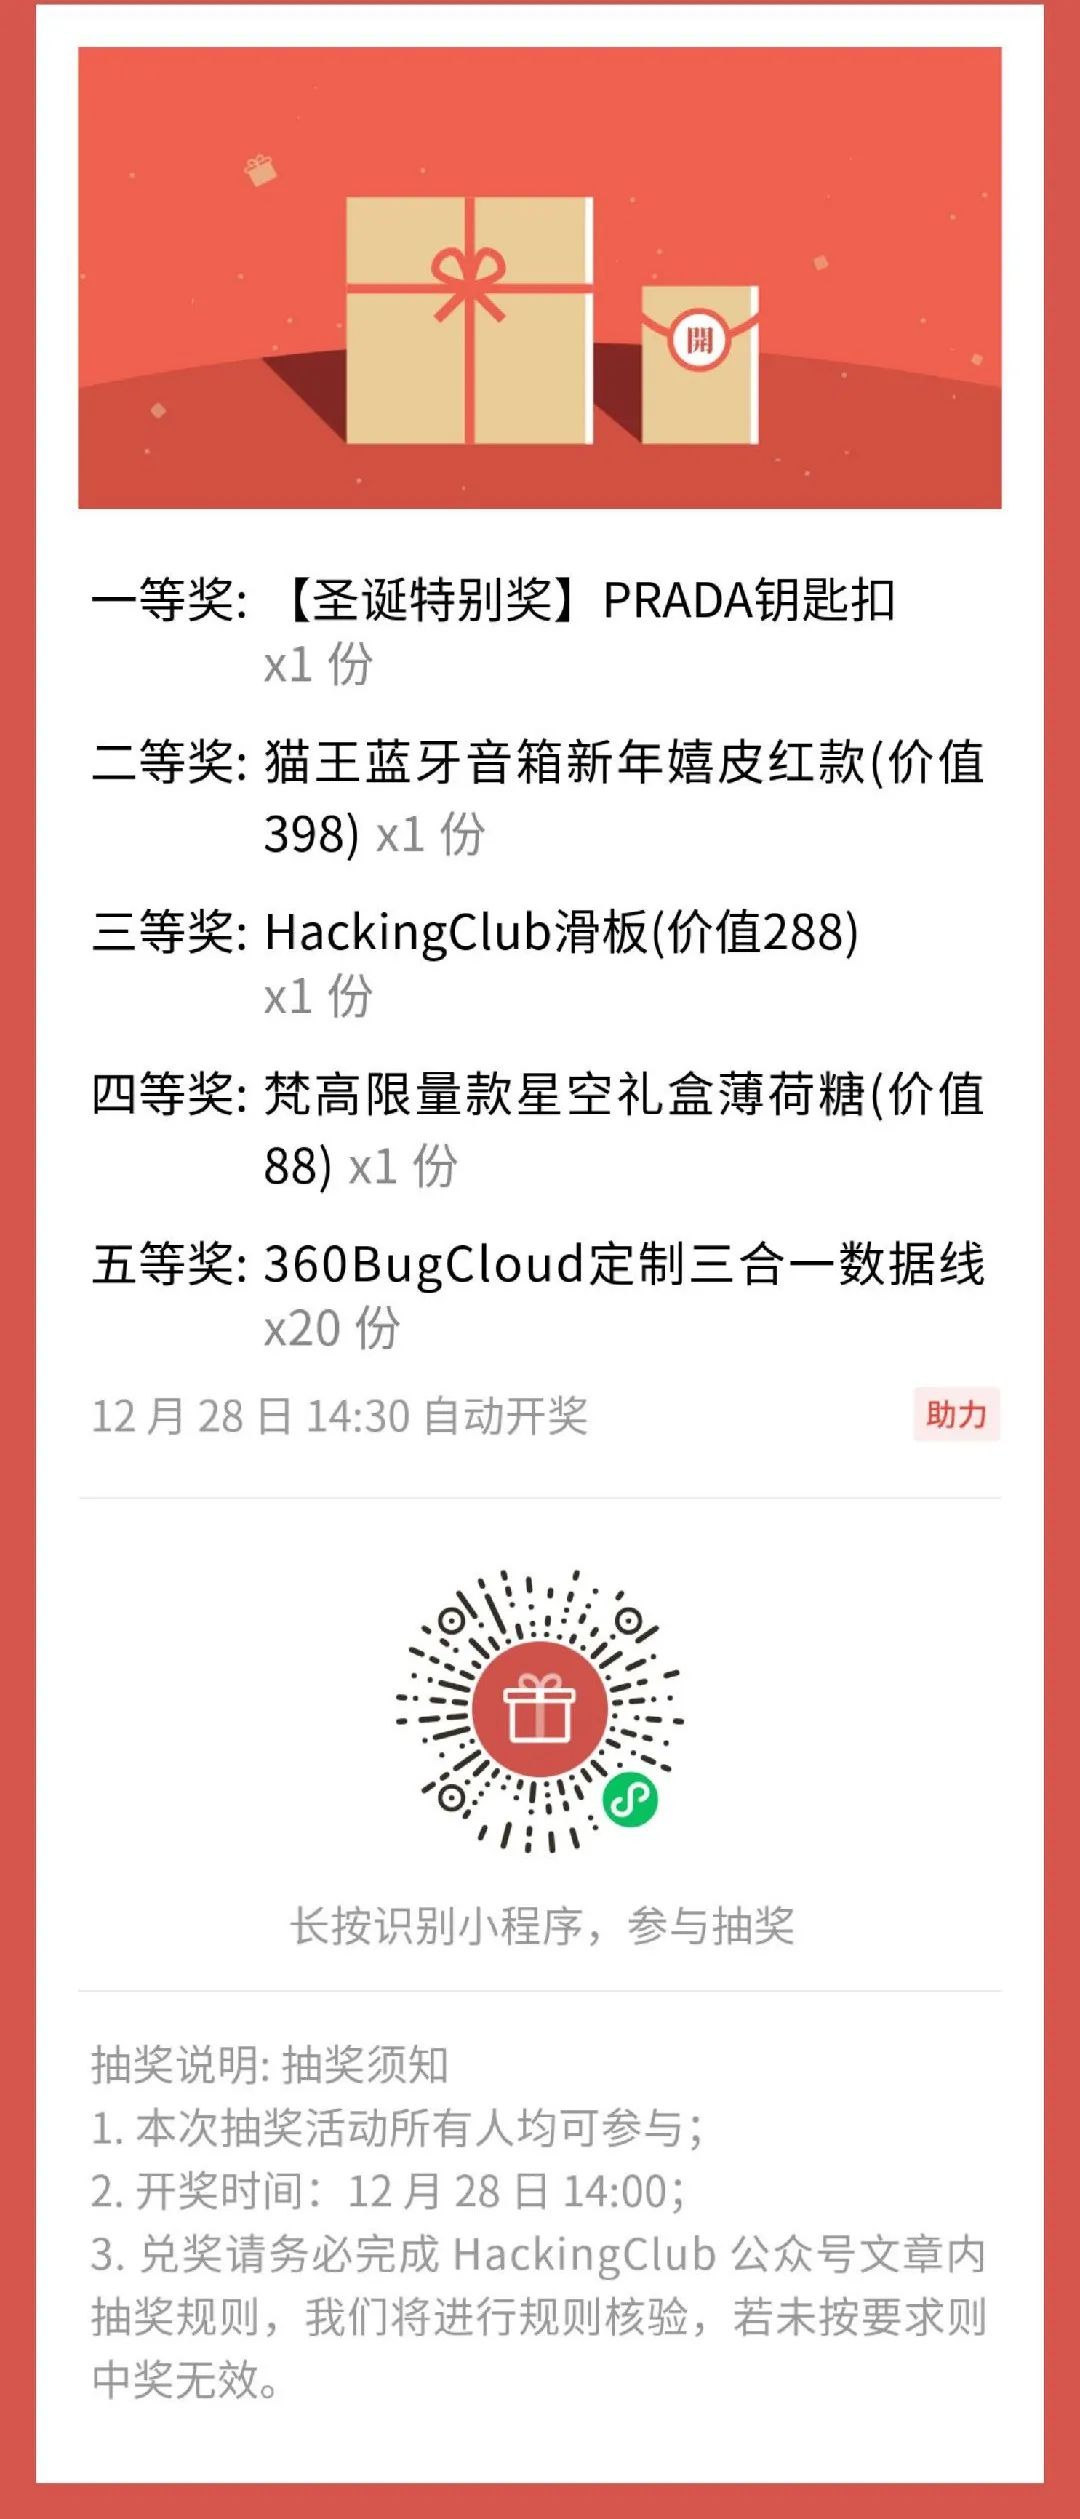 開
一等奖: 【圣诞特别奖】PRADA钥匙扣
x1 份
二等奖: 猫王蓝牙音箱新年嬉皮红款(价值
398) x1 份
三等奖: HackingClub滑板(价值288)
x1 份
四等奖: 梵高限量款星空礼盒薄荷糖(价值
88) x1 份
五等奖: 360BugCloud定制三合一数据线
x20 份
12 月 28 日 14:30 自动开奖
助力
长按识别小程序，参与抽奖
抽奖说明: 抽奖须知
1. 本次抽奖活动所有人均可参与；
2. 开奖时间：12 月 28 日 14:00；
3. 兑奖请务必完成 HackingClub 公众号文章内
抽奖规则，我们将进行规则核验，若未按要求则
中奖无效。